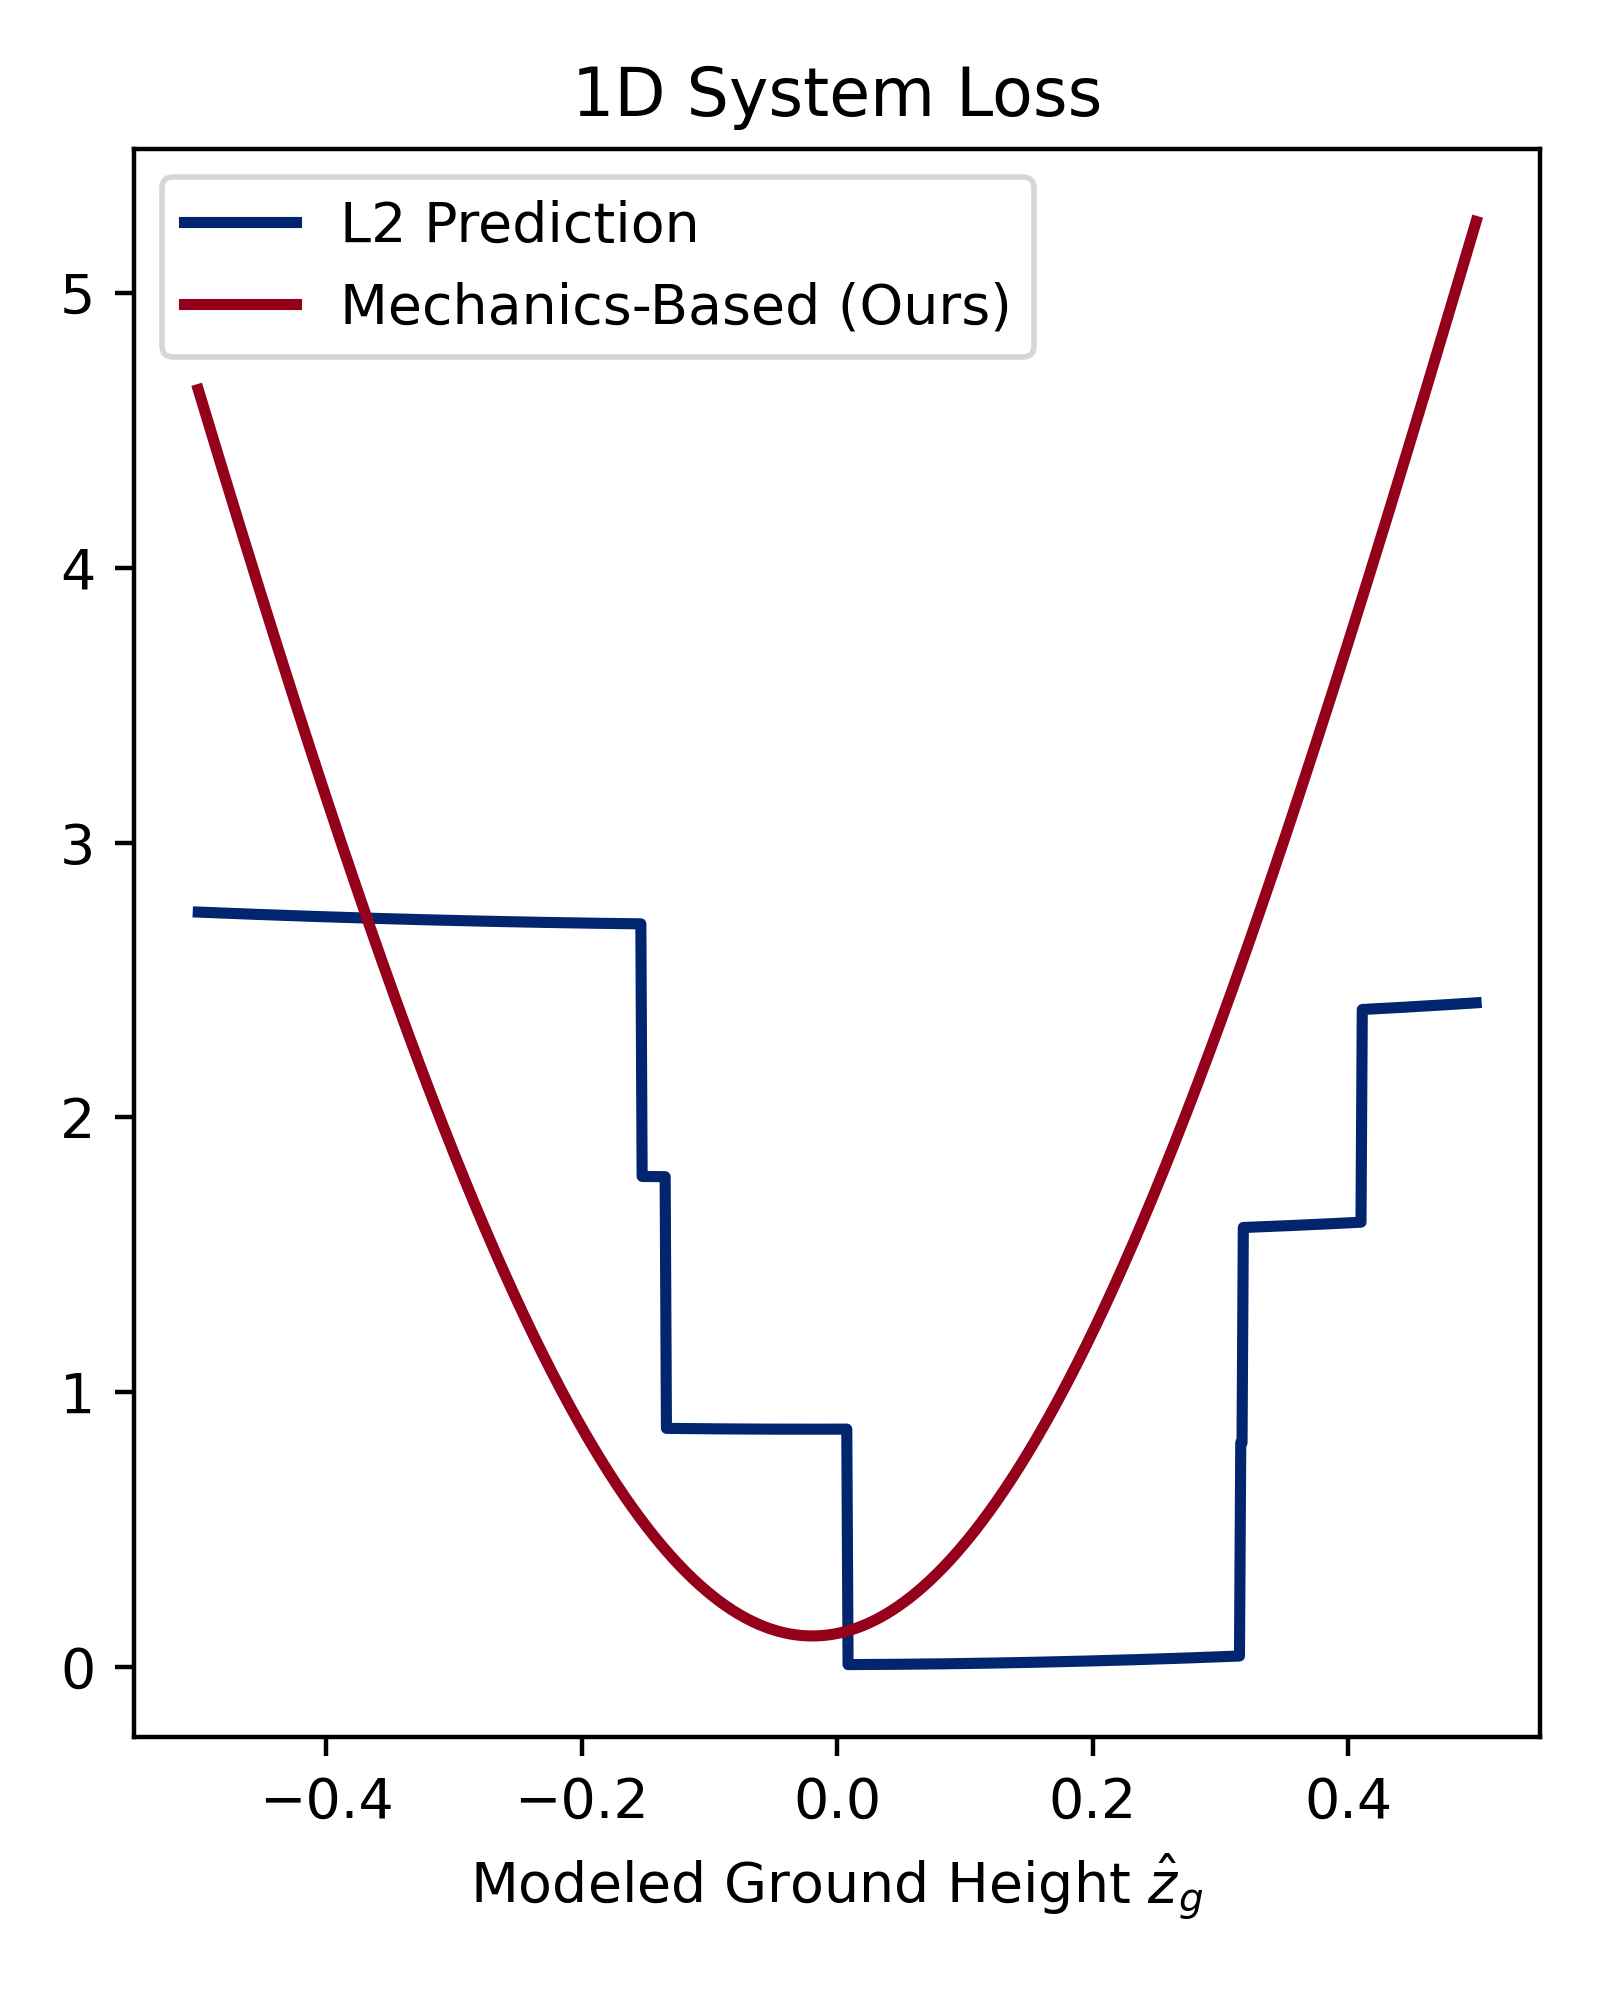 1D System Loss
L2 Prediction
Mechanics-Based (Ours)
5
4
3
2
1
0
−0.4 −0.2 0.0 0.2 0.4
Modeled Ground Height ẑ_g